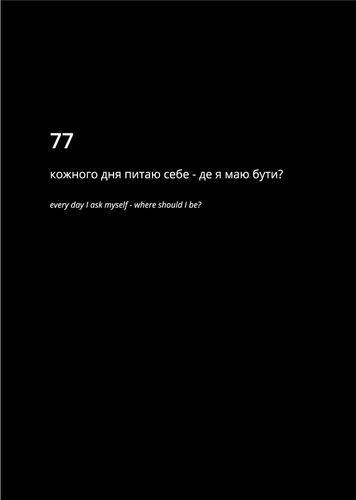 77
кожного дня питаю себе - де я маю бути?
every day I ask myself - where should I be?